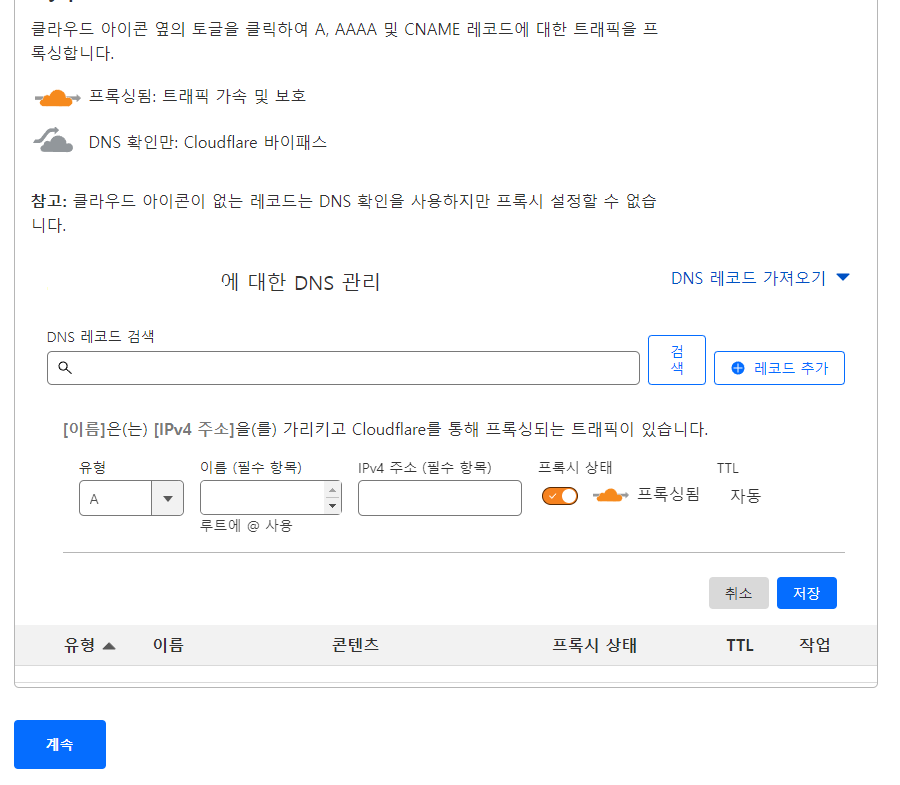 클라우드 아이콘 옆의 토글을 클릭하여 A, AAAA 및 CNAME 레코드에 대한 트래픽을 프
록싱합니다.
프록싱됨: 트래픽 가속 및 보호
DNS 확인만: Cloudflare 바이패스
참고: 클라우드 아이콘이 없는 레코드는 DNS 확인을 사용하지만 프록시 설정할 수 없습
니다.
에 대한 DNS 관리
DNS 레코드 가져오기
DNS 레코드 검색
검
색
레코드 추가
[이름]은(는) [IPv4 주소]을(를) 가리키고 Cloudflare를 통해 프록싱되는 트래픽이 있습니다.
유형 이름 (필수 항목) IPv4 주소 (필수 항목) 프록시 상태 TTL
A 프록싱됨 자동
루트에 @ 사용
취소 저장
유형 이름 콘텐츠 프록시 상태 TTL 작업
계속